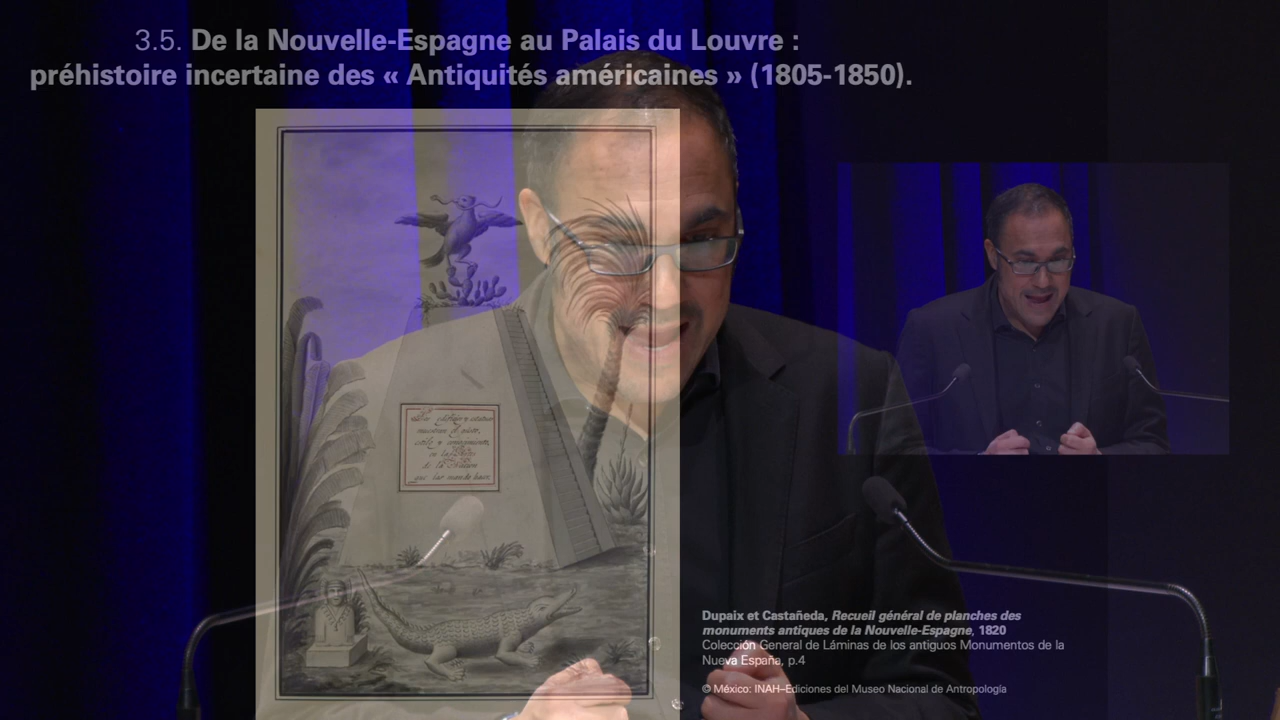 3.5. De la Nouvelle-Espagne au Palais du Louvre :
préhistoire incertaine des « Antiquités américaines » (1805-1850).
de la
Dupaix et Castañeda, Recueil général de planches des
monuments antiques de la Nouvelle-Espagne, 1820
Colección General de Láminas de los antiguos Monumentos de la
Nueva España, p.4
© México: INAH–Ediciones del Museo Nacional de Antropología